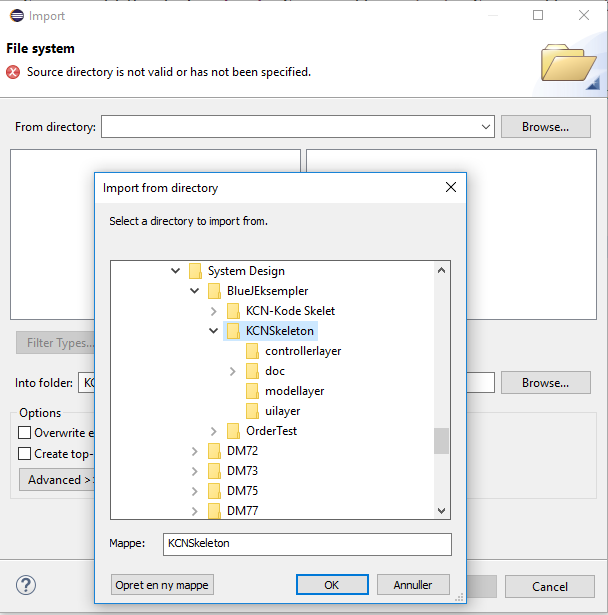 Import
File system
Source directory is not valid or has not been specified.
From directory:
Browse...
Import from directory
Select a directory to import from.
System Design
BlueJEksempler
KCN-Kode Skelet
KCNSkeleton
controllerlayer
doc
modellayer
uilayer
OrderTest
DM72
DM73
DM75
DM77
Mappe: KCNSkeleton
Opret en ny mappe
OK
Annuller
Filter Types...
Into folder: KC
Browse...
Options
Overwrite e
Create top-
Advanced >
?
Cancel